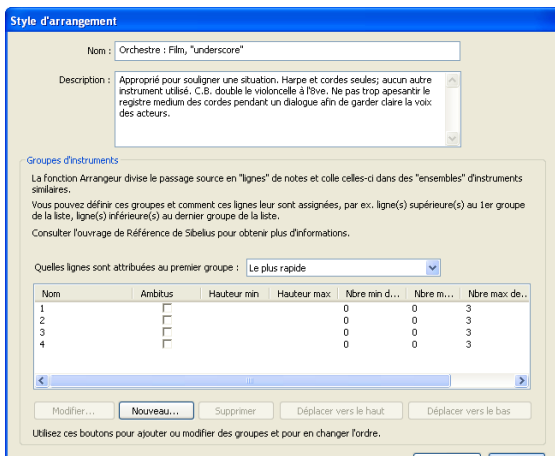 Style d'arrangement
Nom : Orchestre : Film, "underscore"
Description : Approprié pour souligner une situation. Harpe et cordes seules; aucun autre
instrument utilisé. C.B. double le violoncelle à l'8ve. Ne pas trop apesantir le
registre medium des cordes pendant un dialogue afin de garder claire la voix
des acteurs.
Groupes d'instruments
La fonction Arrangeur divise le passage source en "lignes" de notes et colle celles-ci dans des "ensembles" d'instruments
similaires.
Vous pouvez définir ces groupes et comment ces lignes leur sont assignées, par ex. ligne(s) supérieure(s) au 1er groupe
de la liste, ligne(s) inférieure(s) au dernier groupe de la liste.
Consulter l'ouvrage de Référence de Sibelius pour obtenir plus d'informations.
Quelles lignes sont attribuées au premier groupe : Le plus rapide
Nom Ambitus Hauteur min Hauteur max Nbre min d... Nbre m... Nbre max de..
1 0 0 3
2 0 0 3
3 0 0 3
4 0 0 3
Modifier... Nouveau... Supprimer Déplacer vers le haut Déplacer vers le bas
Utilisez ces boutons pour ajouter ou modifier des groupes et pour en changer l'ordre.